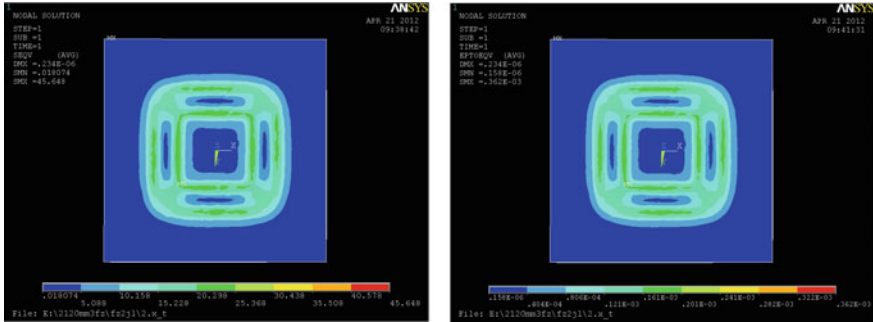 1
NODAL SOLUTION
STEP=1
SUB =1
TIME=1
SEQV (AVG)
DMX =.234E-06
SMN =.018074
SMX =45.648
ANSYS
APR 21 2012
09:38:42
MN
X
.018074 10.158 20.298 30.438 40.578
5.088 15.228 25.368 35.508 45.648
File: E:\2120mm3fz\fz2jl\2.x_t
1
NODAL SOLUTION
STEP=1
SUB =1
TIME=1
EPTOEQV (AVG)
DMX =.234E-06
SMN =.158E-06
SMX =.362E-03
ANSYS
APR 21 2012
09:41:31
X
.158E-06 .806E-04 .161E-03 .241E-03 .322E-03
.404E-04 .121E-03 .201E-03 .282E-03 .362E-03
File: E:\2120mm3fz\fz2jl\2.x_t